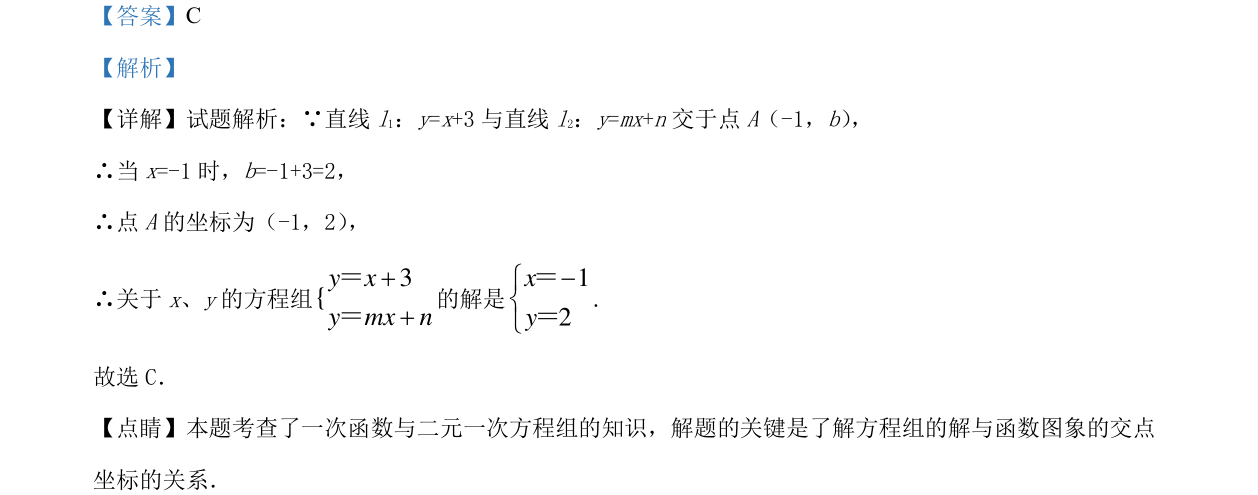 【答案】C
【解析】
【详解】试题解析：∵直线 l₁：y=x+3 与直线 l₂：y=mx+n 交于点 A（-1，b），
∴当 x=-1 时，b=-1+3=2，
∴点 A 的坐标为（-1，2），
∴关于 x、y 的方程组{y=x+3 y=mx+n 的解是{x=-1 y=2 .
故选 C．
【点睛】本题考查了一次函数与二元一次方程组的知识，解题的关键是了解方程组的解与函数图象的交点
坐标的关系．